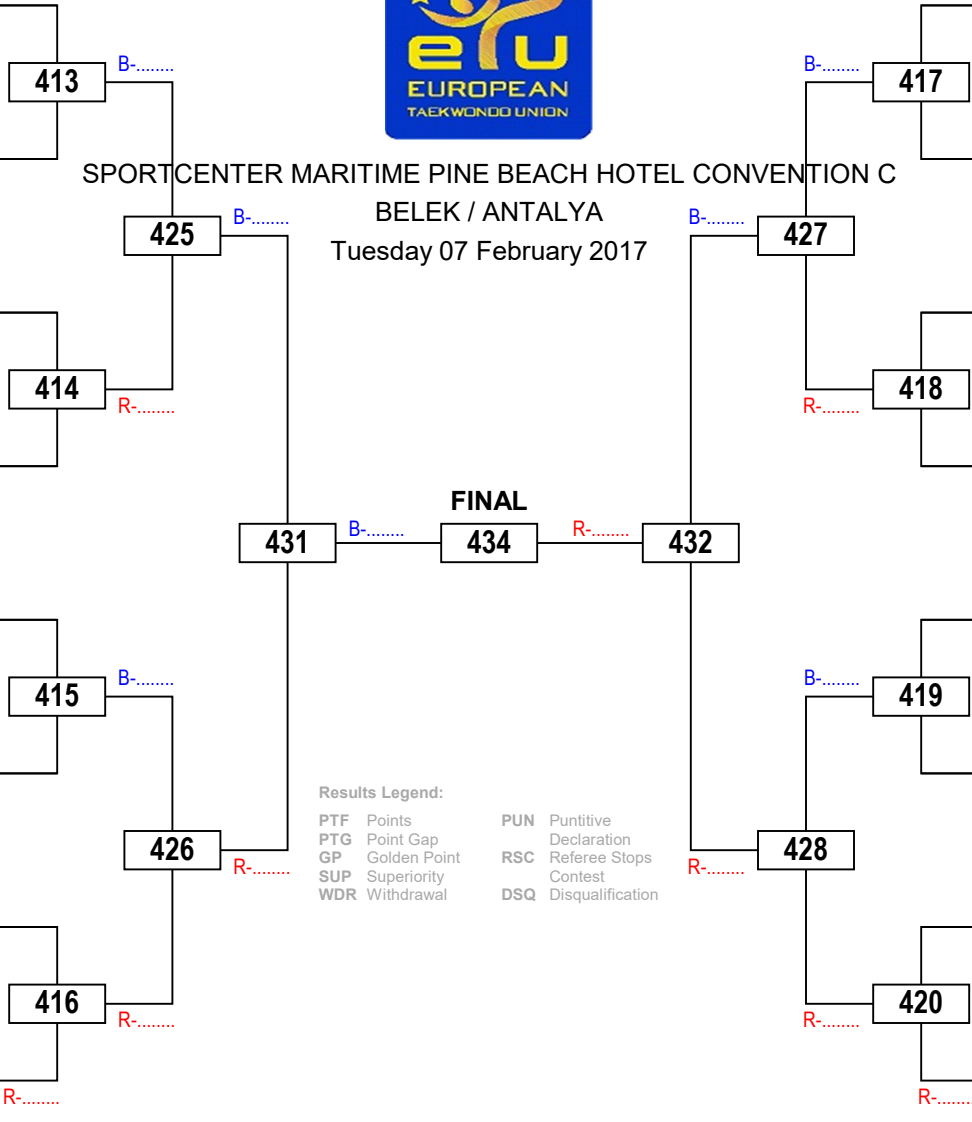 etu
EUROPEAN
TAEKWONDO UNION
B-........
B-........
413
417
SPORTCENTER MARITIME PINE BEACH HOTEL CONVENTION C
BELEK / ANTALYA
B-........
B-........
425
427
Tuesday 07 February 2017
414
418
R-........
R-........
FINAL
431
B-........
434
R-........
432
B-........
B-........
415
419
Results Legend:
PTF Points
PTG Point Gap
GP Golden Point
SUP Superiority
WDR Withdrawal
PUN Puntitive
Declaration
RSC Referee Stops
Contest
DSQ Disqualification
426
428
R-........
R-........
416
420
R-........
R-........
R-........
R-........